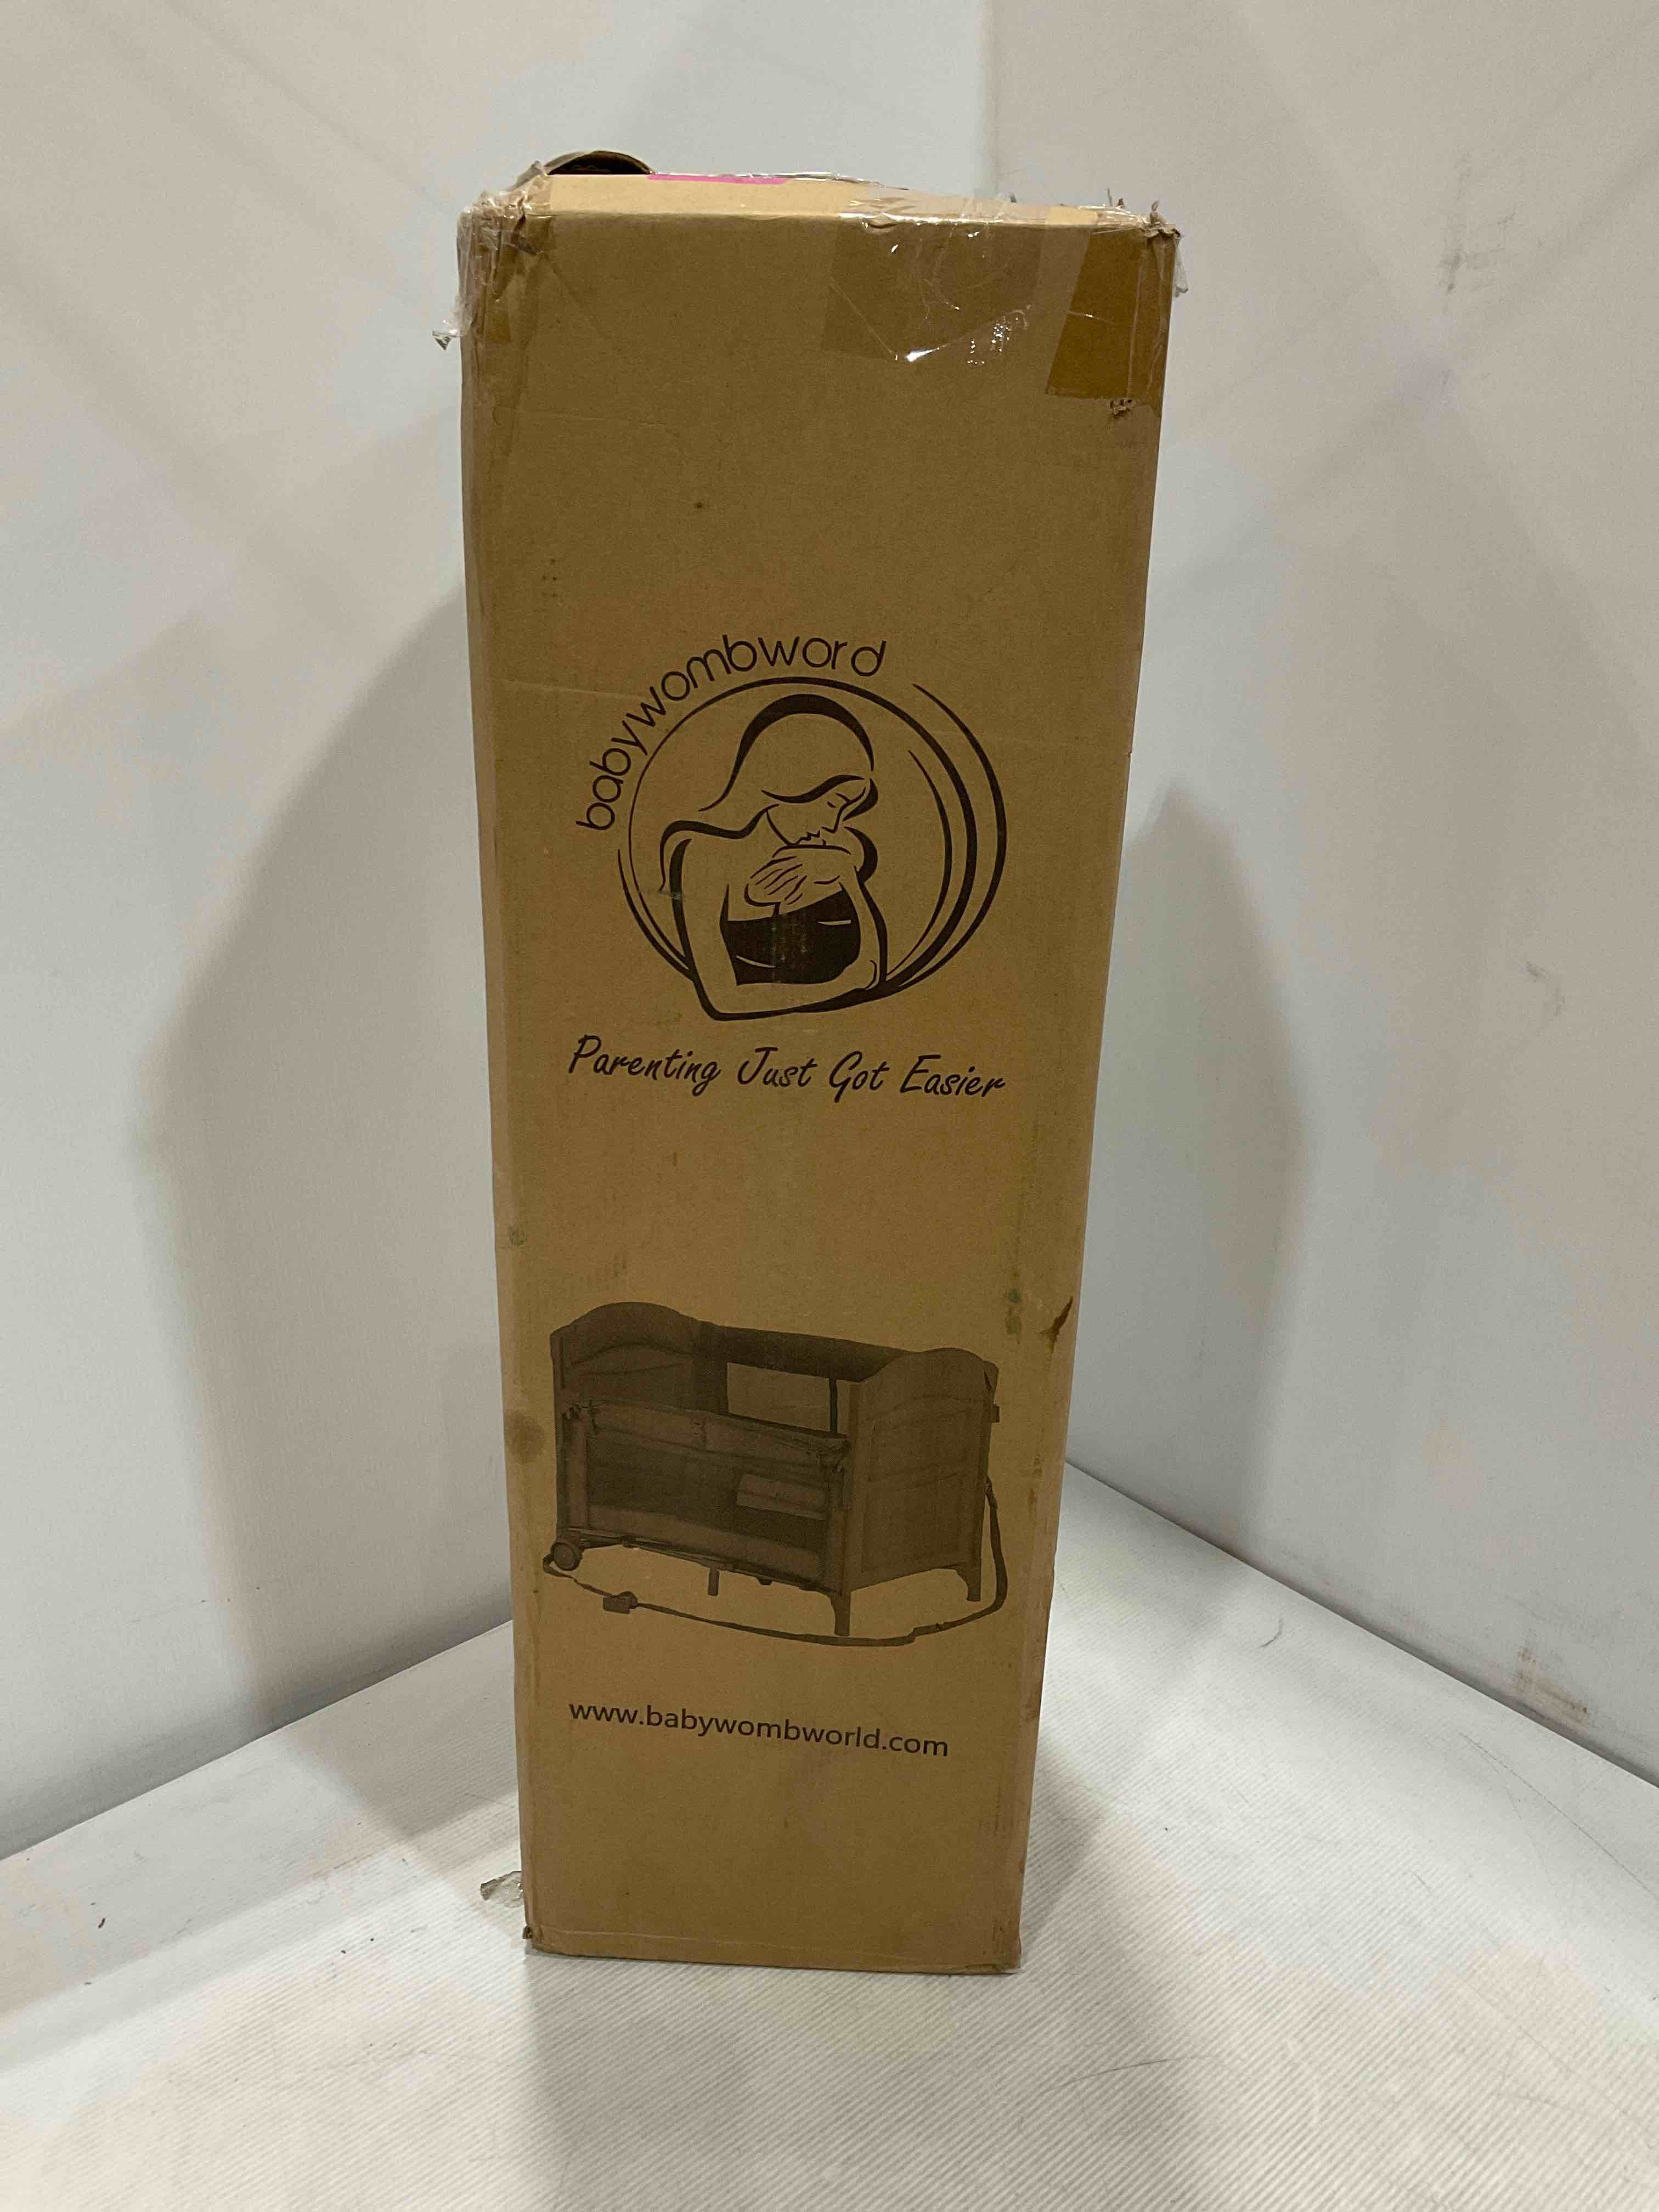 babywombword
Parenting Just Got Easier
www.babywombworld.com